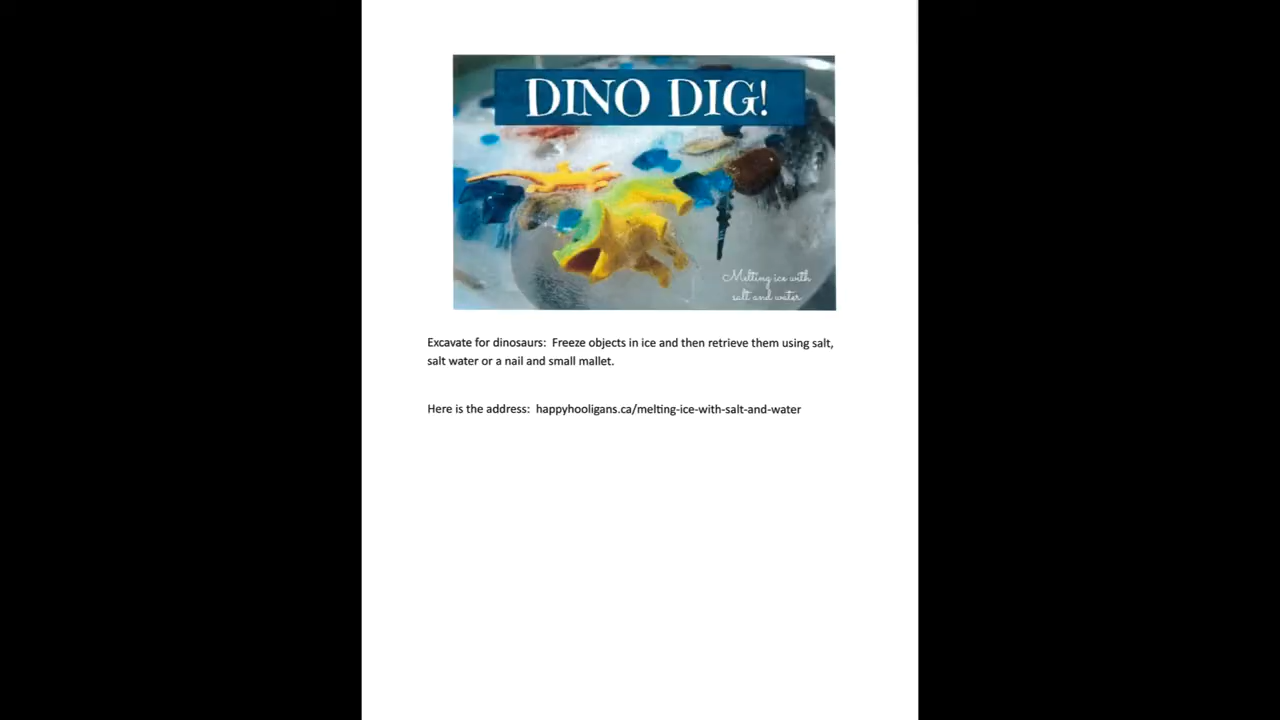 DINO DIG!
Melting ice with
salt and water
Excavate for dinosaurs:  Freeze objects in ice and then retrieve them using salt,
salt water or a nail and small mallet.
Here is the address:  happyhooligans.ca/melting-ice-with-salt-and-water